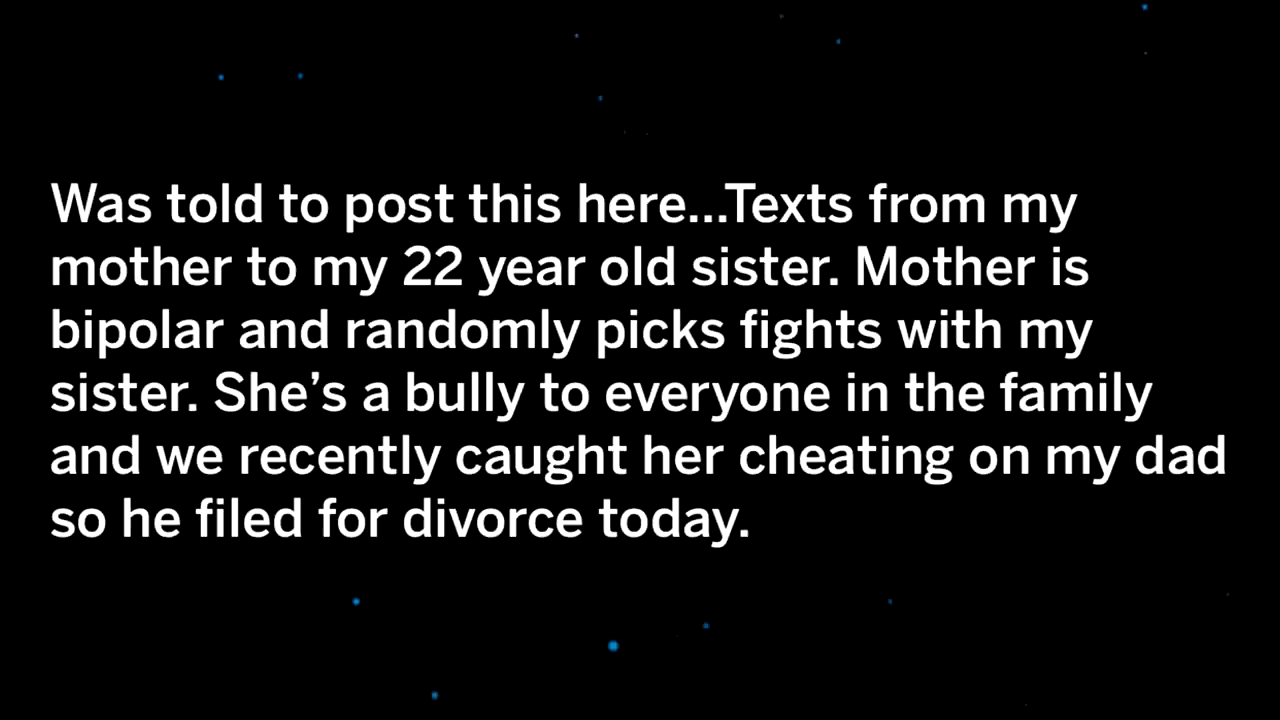 Was told to post this here...Texts from my
mother to my 22 year old sister. Mother is
bipolar and randomly picks fights with my
sister. She’s a bully to everyone in the family
and we recently caught her cheating on my dad
so he filed for divorce today.